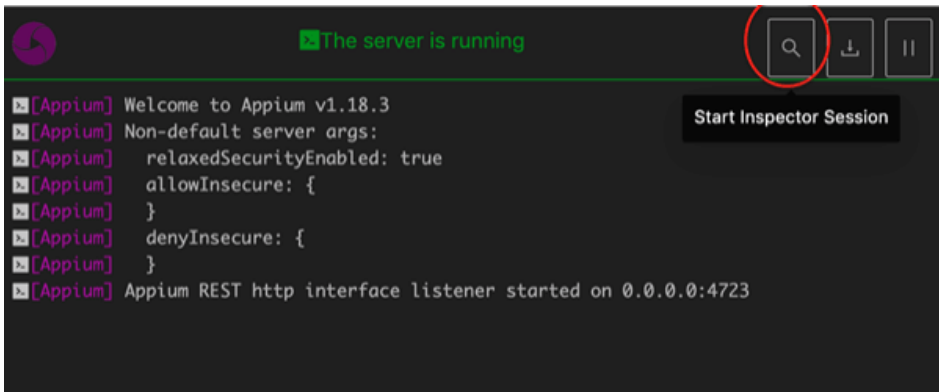 The server is running
Start Inspector Session
[Appium] Welcome to Appium v1.18.3
[Appium] Non-default server args:
[Appium]   relaxedSecurityEnabled: true
[Appium]   allowInsecure: {
[Appium]   }
[Appium]   denyInsecure: {
[Appium]   }
[Appium] Appium REST http interface listener started on 0.0.0.0:4723